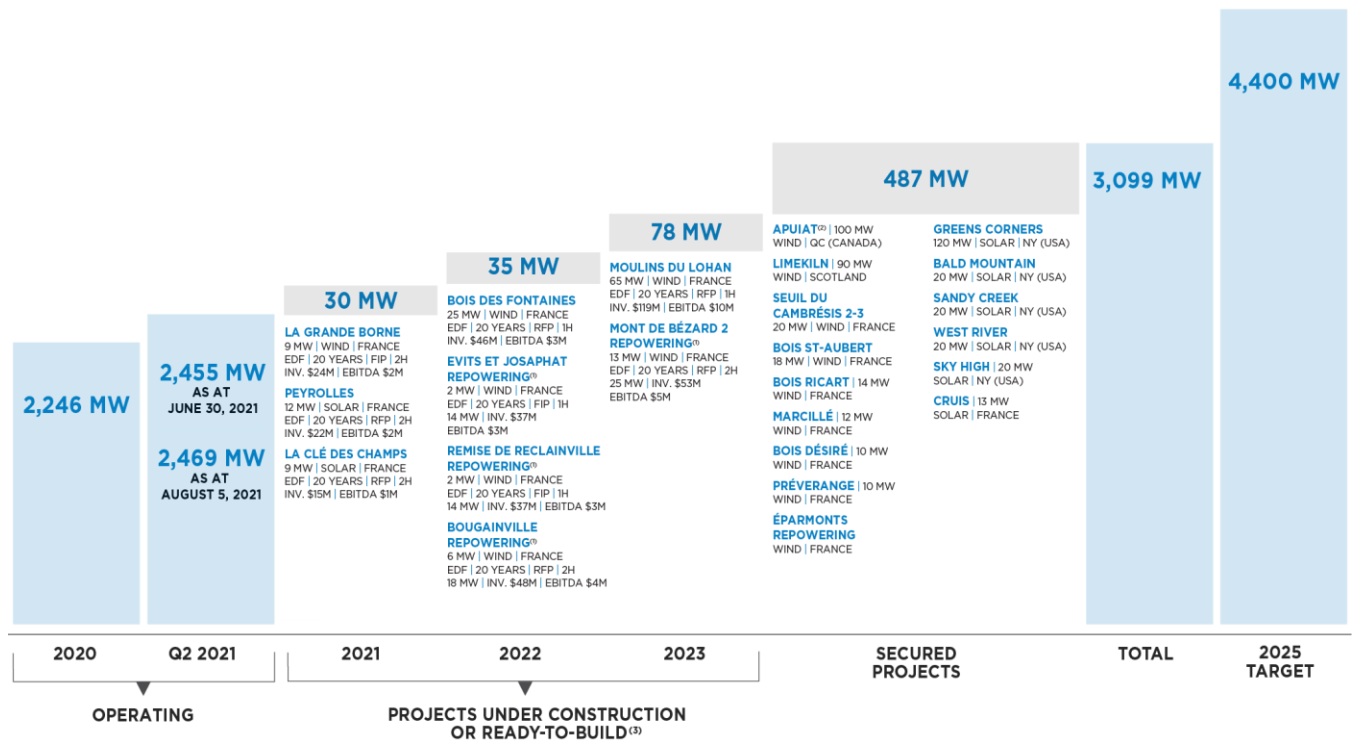 2,246 MW
2,455 MW
AS AT
JUNE 30, 2021
2,469 MW
AS AT
AUGUST 5, 2021
30 MW
LA GRANDE BORNE
9 MW | WIND | FRANCE
EDF | 20 YEARS | FIP | 2H
INV. $24M | EBITDA $2M
PEYROLLES
12 MW | SOLAR | FRANCE
EDF | 20 YEARS | RFP | 2H
INV. $22M | EBITDA $2M
LA CLÉ DES CHAMPS
9 MW | SOLAR | FRANCE
EDF | 20 YEARS | RFP | 2H
INV. $15M | EBITDA $1M
35 MW
BOIS DES FONTAINES
25 MW | WIND | FRANCE
EDF | 20 YEARS | RFP | 1H
INV. $46M | EBITDA $3M
EVITS ET JOSAPHAT
REPOWERING(1)
2 MW | WIND | FRANCE
EDF | 20 YEARS | FIP | 1H
14 MW | INV. $37M
EBITDA $3M
REMISE DE RECLAINVILLE
REPOWERING(1)
2 MW | WIND | FRANCE
EDF | 20 YEARS | FIP | 1H
14 MW | INV. $37M | EBITDA $3M
BOUGAINVILLE
REPOWERING(1)
6 MW | WIND | FRANCE
EDF | 20 YEARS | RFP | 2H
18 MW | INV. $48M | EBITDA $4M
78 MW
MOULINS DU LOHAN
65 MW | WIND | FRANCE
EDF | 20 YEARS | RFP | 1H
INV. $119M | EBITDA $10M
MONT DE BÉZARD 2
REPOWERING(1)
13 MW | WIND | FRANCE
EDF | 20 YEARS | RFP | 2H
25 MW | INV. $53M
EBITDA $5M
487 MW
APUIAT(2) | 100 MW
WIND | QC (CANADA)
LIMEKILN | 90 MW
WIND | SCOTLAND
SEUIL DU
CAMBRÉSIS 2-3
20 MW | WIND | FRANCE
BOIS ST-AUBERT
18 MW | WIND | FRANCE
BOIS RICART | 14 MW
WIND | FRANCE
MARCILLÉ | 12 MW
WIND | FRANCE
BOIS DÉSIRÉ | 10 MW
WIND | FRANCE
PRÉVERANGE | 10 MW
WIND | FRANCE
ÉPARMONTS
REPOWERING
WIND | FRANCE
GREENS CORNERS
120 MW | SOLAR | NY (USA)
BALD MOUNTAIN
20 MW | SOLAR | NY (USA)
SANDY CREEK
20 MW | SOLAR | NY (USA)
WEST RIVER
20 MW | SOLAR | NY (USA)
SKY HIGH | 20 MW
SOLAR | NY (USA)
CRUIS | 13 MW
SOLAR | FRANCE
3,099 MW
4,400 MW
2020
Q2 2021
2021
2022
2023
SECURED
PROJECTS
TOTAL
2025
TARGET
OPERATING
PROJECTS UNDER CONSTRUCTION
OR READY-TO-BUILD(3)